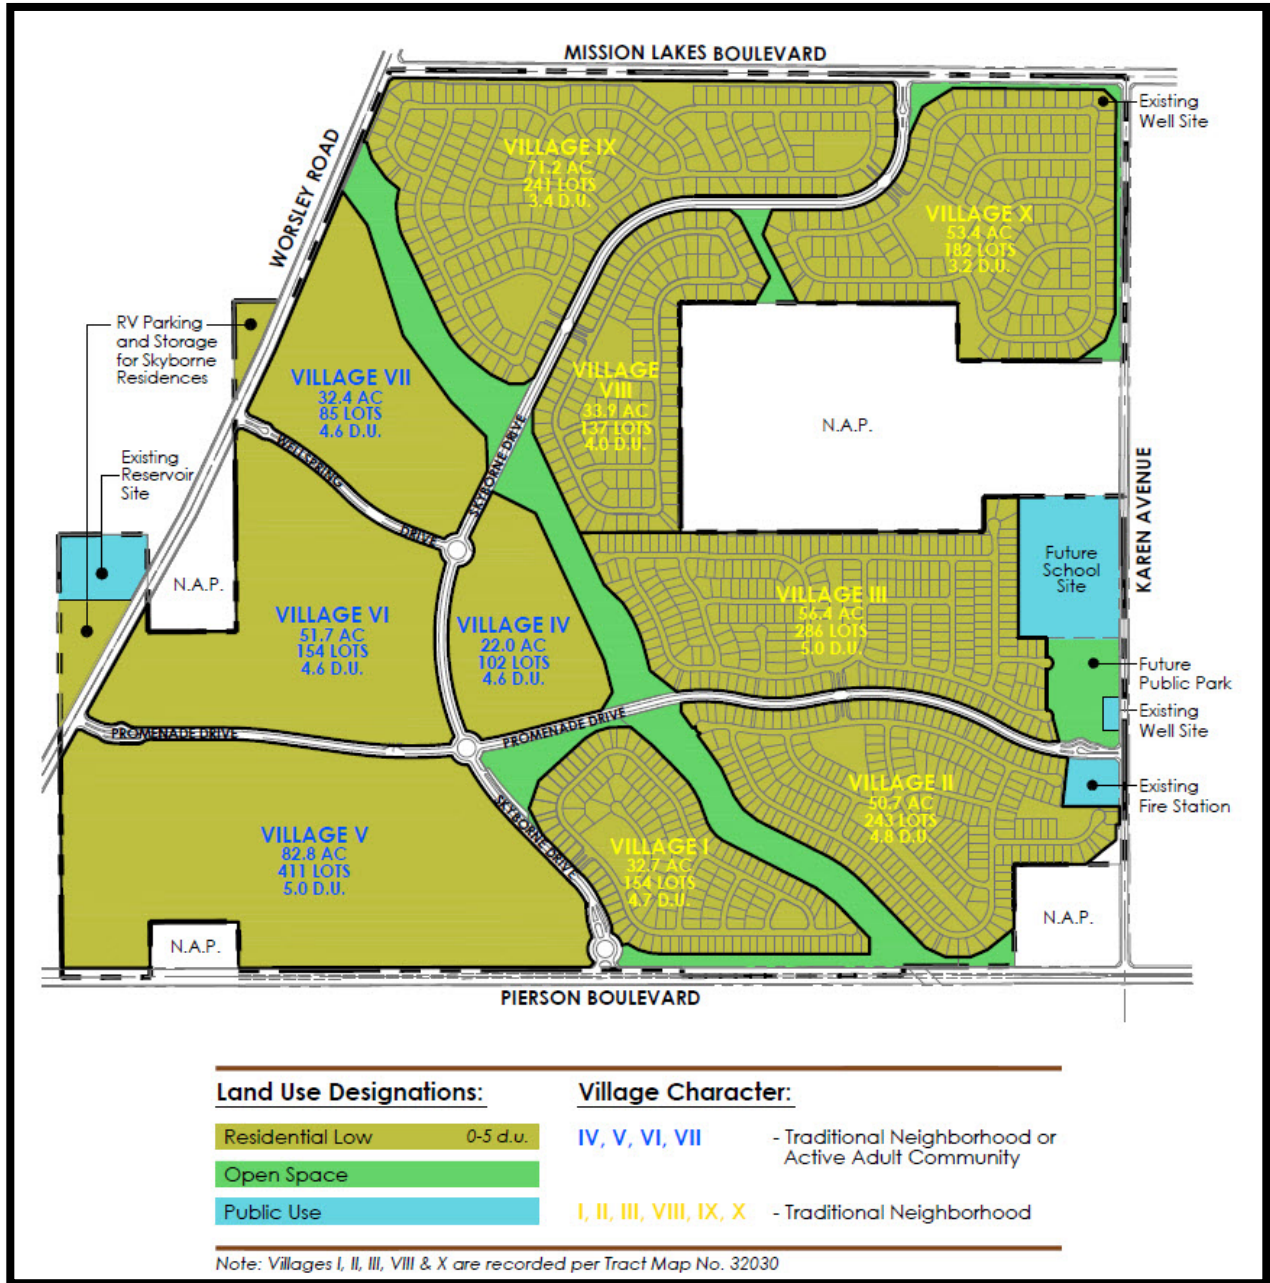 MISSION LAKES BOULEVARD
WORSLEY ROAD
Existing
Well Site
VILLAGE IX
71.2 AC
241 LOTS
3.4 D.U.
VILLAGE X
53.4 AC
182 LOTS
3.2 D.U.
RV Parking
and Storage
for Skyborne
Residences
VILLAGE VII
32.4 AC
85 LOTS
4.6 D.U.
VILLAGE
VIII
33.9 AC
137 LOTS
4.0 D.U.
N.A.P.
SKYBORNE DRIVE
WELLSPRING DRIVE
Existing
Reservoir
Site
KAREN AVENUE
N.A.P.
Future
School
Site
VILLAGE VI
51.7 AC
154 LOTS
4.6 D.U.
VILLAGE IV
22.0 AC
102 LOTS
4.6 D.U.
VILLAGE III
56.4 AC
286 LOTS
5.0 D.U.
Future
Public Park
Existing
Well Site
PROMENADE DRIVE
PROMENADE DRIVE
Existing
Fire Station
VILLAGE II
50.7 AC
243 LOTS
4.8 D.U.
SKYBORNE DRIVE
VILLAGE V
82.8 AC
411 LOTS
5.0 D.U.
VILLAGE I
32.7 AC
154 LOTS
4.7 D.U.
N.A.P.
N.A.P.
PIERSON BOULEVARD
Land Use Designations:
Residential Low 0-5 d.u.
Open Space
Public Use
Village Character:
IV, V, VI, VII - Traditional Neighborhood or
Active Adult Community
I, II, III, VIII, IX, X - Traditional Neighborhood
Note: Villages I, II, III, VIII & X are recorded per Tract Map No. 32030